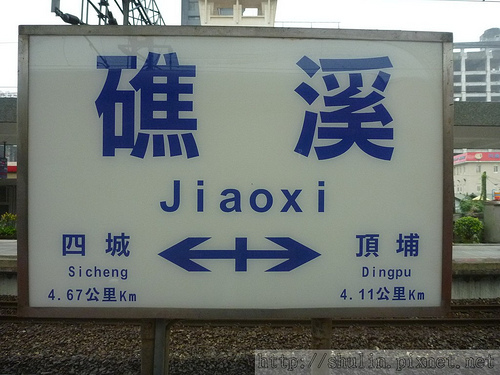 礁溪
Jiaoxi
四城 頂埔
Sicheng Dingpu
4.67公里Km 4.11公里Km
http://shulin.pixnet.net